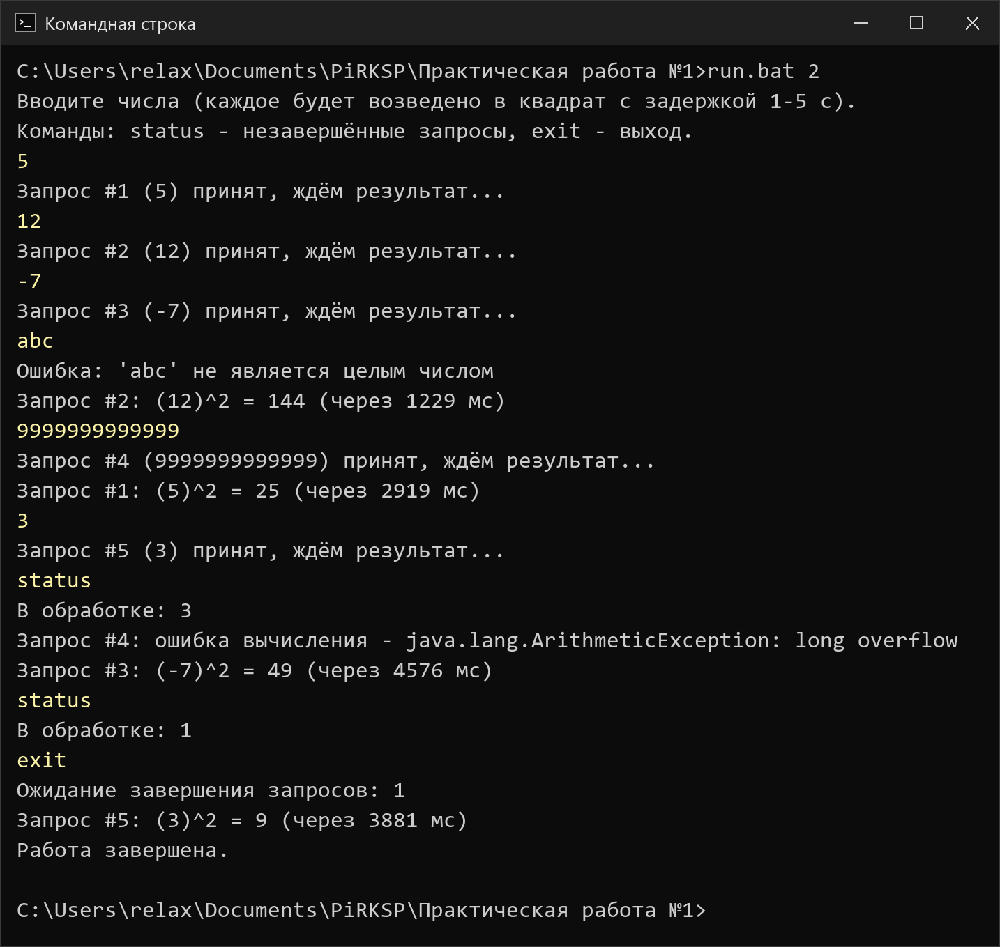 Командная строка
C:\Users\relax\Documents\PiRKSP\Практическая работа №1>run.bat 2
Вводите числа (каждое будет возведено в квадрат с задержкой 1-5 с).
Команды: status - незавершённые запросы, exit - выход.
5
Запрос #1 (5) принят, ждём результат...
12
Запрос #2 (12) принят, ждём результат...
-7
Запрос #3 (-7) принят, ждём результат...
abc
Ошибка: 'abc' не является целым числом
Запрос #2: (12)^2 = 144 (через 1229 мс)
9999999999999
Запрос #4 (9999999999999) принят, ждём результат...
Запрос #1: (5)^2 = 25 (через 2919 мс)
3
Запрос #5 (3) принят, ждём результат...
status
В обработке: 3
Запрос #4: ошибка вычисления - java.lang.ArithmeticException: long overflow
Запрос #3: (-7)^2 = 49 (через 4576 мс)
status
В обработке: 1
exit
Ожидание завершения запросов: 1
Запрос #5: (3)^2 = 9 (через 3881 мс)
Работа завершена.
C:\Users\relax\Documents\PiRKSP\Практическая работа №1>